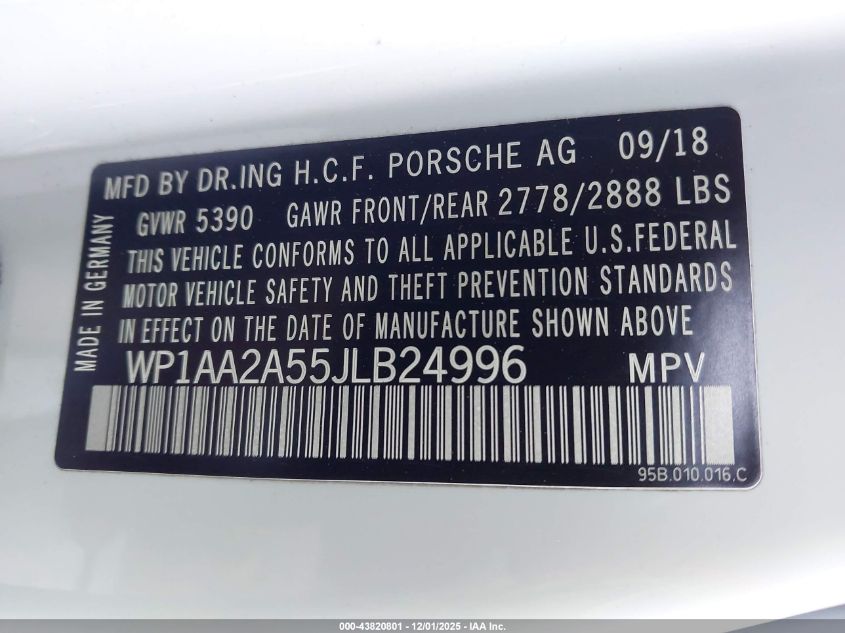 MFD BY DR.ING H.C.F. PORSCHE AG 09/18
GVWR 5390 GAWR FRONT/REAR 2778/2888 LBS
THIS VEHICLE CONFORMS TO ALL APPLICABLE U.S.FEDERAL
MOTOR VEHICLE SAFETY AND THEFT PREVENTION STANDARDS
IN EFFECT ON THE DATE OF MANUFACTURE SHOWN ABOVE
MADE IN GERMANY
WP1AA2A55JLB24996 MPV
95B.010.016.C
000-43820801 - 12/01/2025 - IAA Inc.